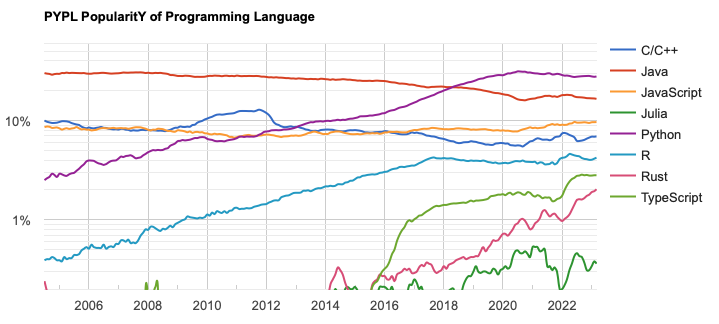 PYPL PopularitY of Programming Language
C/C++
Java
JavaScript
Julia
Python
R
Rust
TypeScript
10%
1%
2006 2008 2010 2012 2014 2016 2018 2020 2022